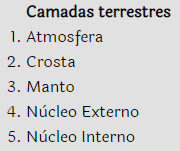 Camadas terrestres
1. Atmosfera
2. Crosta
3. Manto
4. Núcleo Externo
5. Núcleo Interno